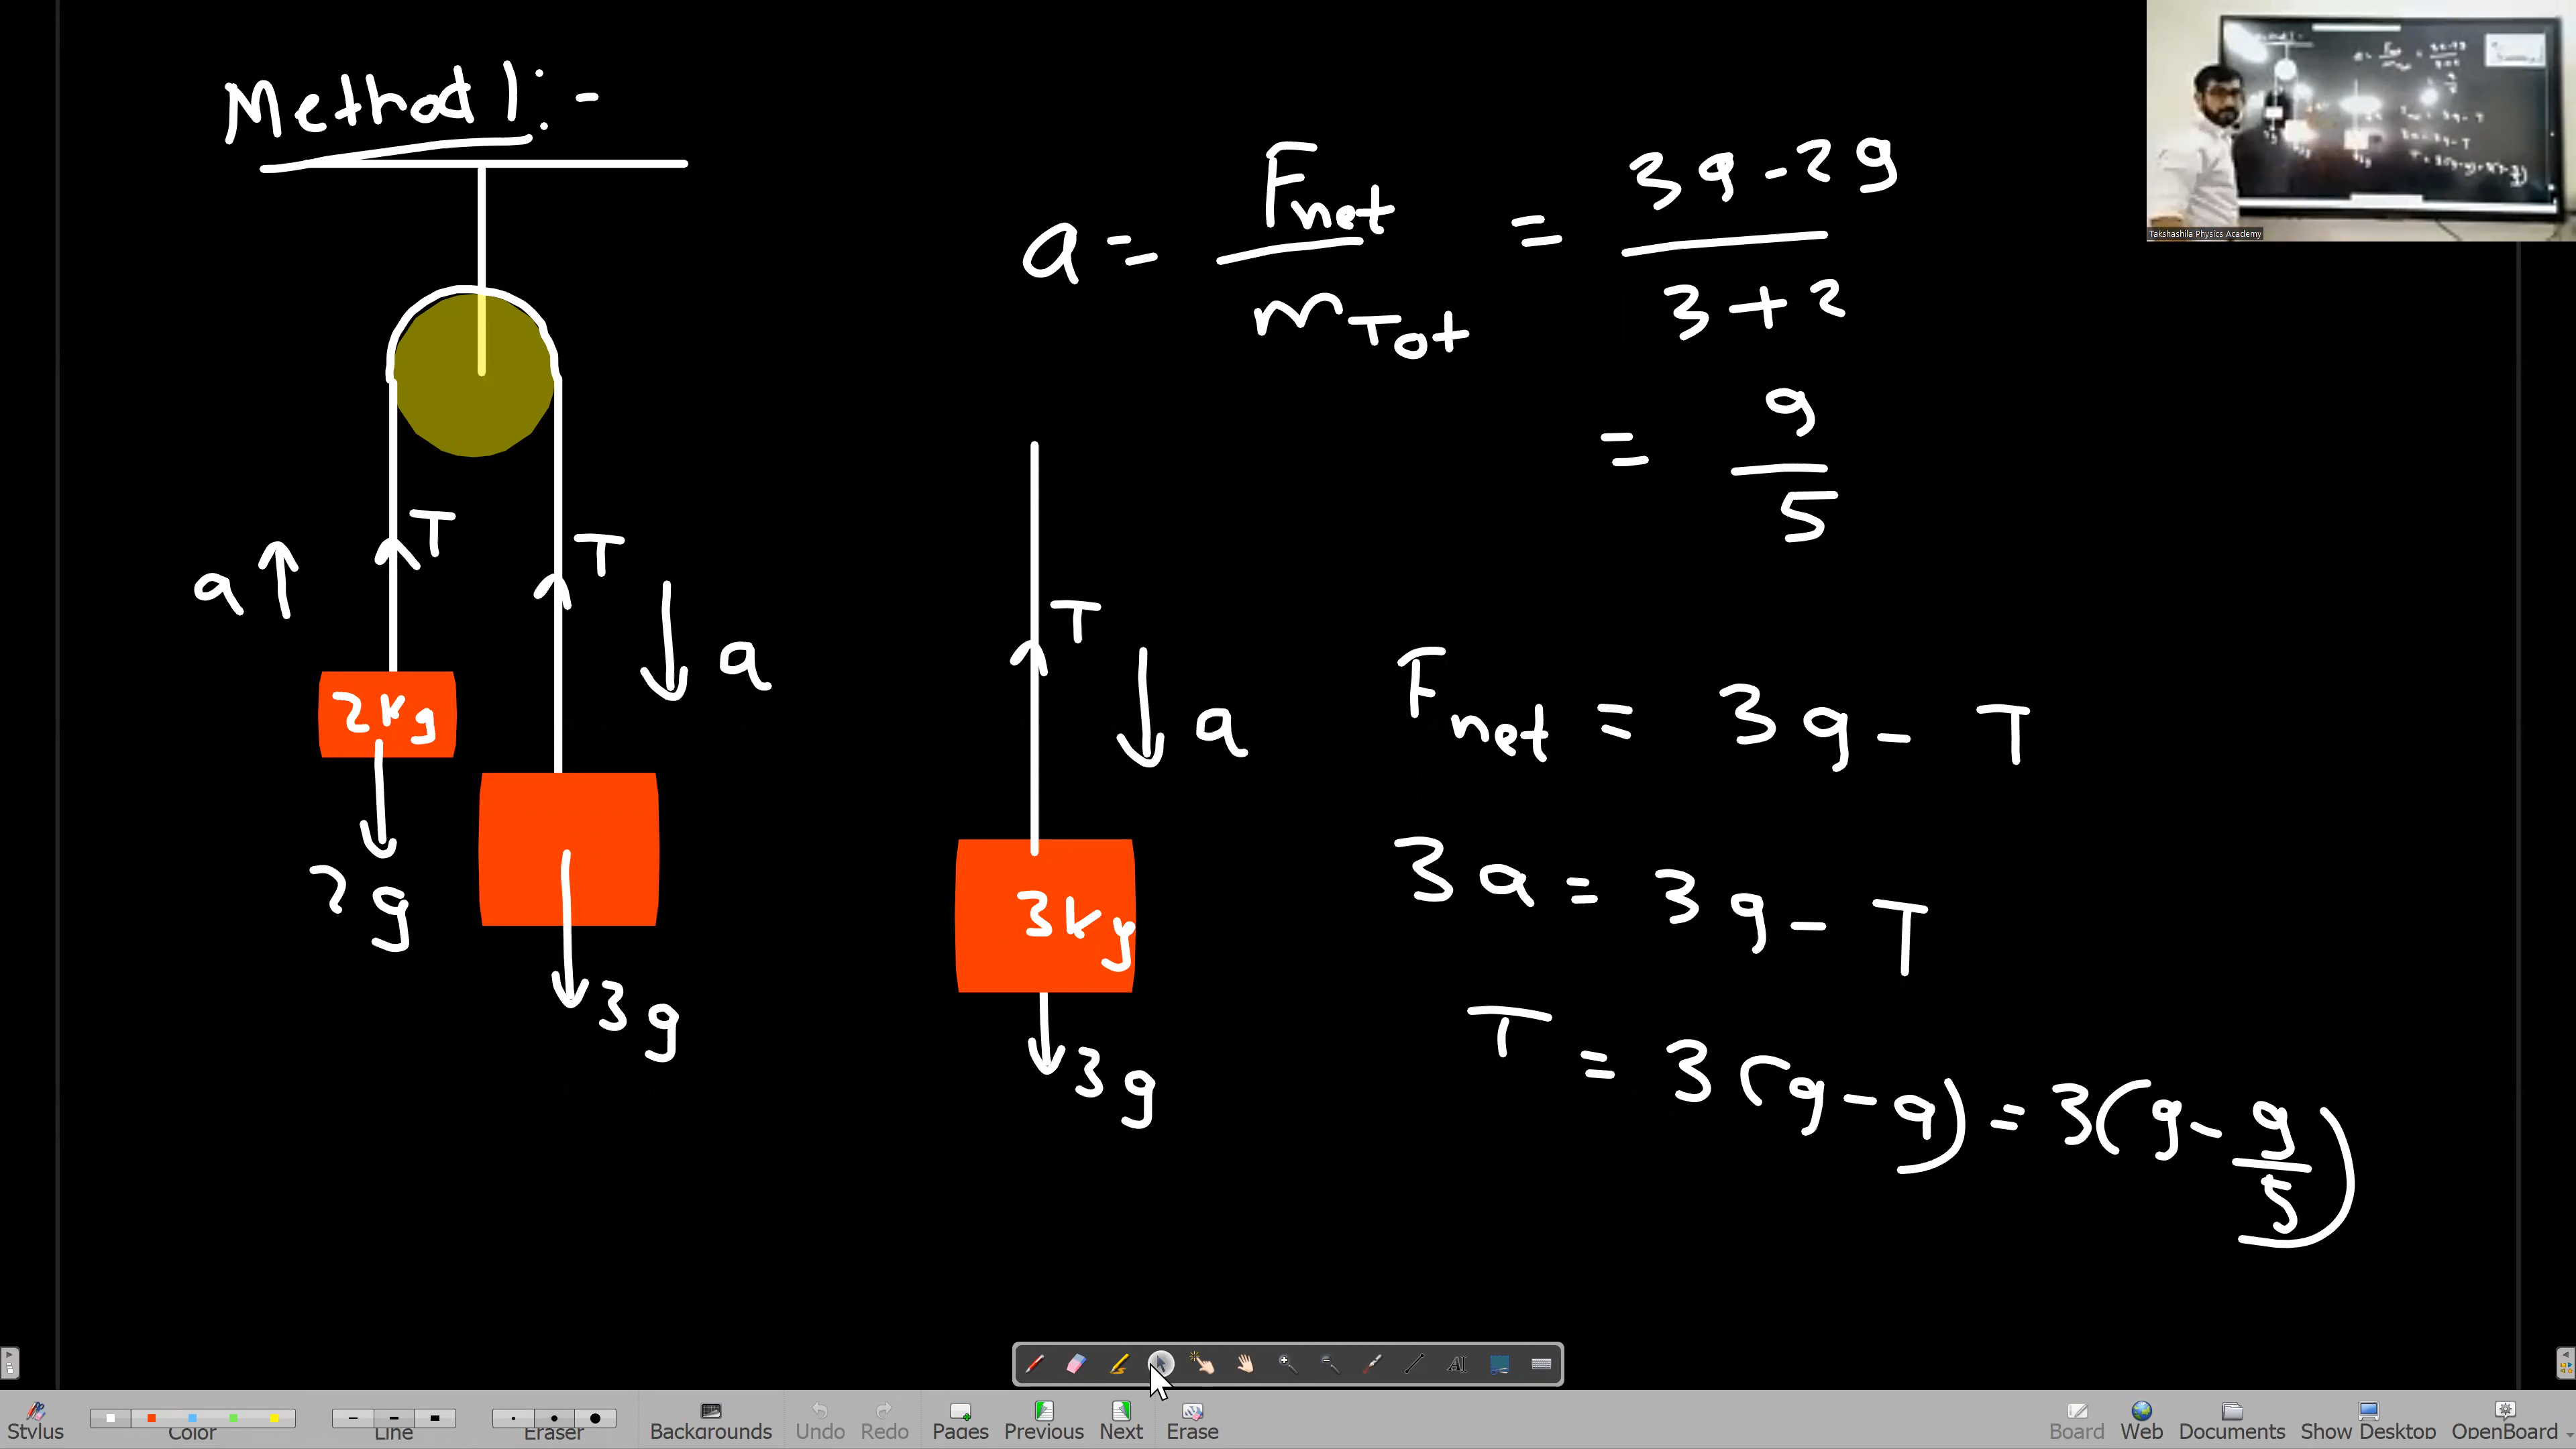 Method 1:-
a = Fnet / mTot = 3g - 2g / 3 + 2
= g / 5
T
T
a
a
2kg
2g
3g
T
a
3kg
3g
Fnet = 3g - T
3a = 3g - T
T = 3(g - a) = 3(g - g/5)
Takshashila Physics Academy
Stylus
Color
Line
Eraser
Backgrounds
Undo
Redo
Pages
Previous
Next
Erase
Board
Web
Documents
Show Desktop
OpenBoard